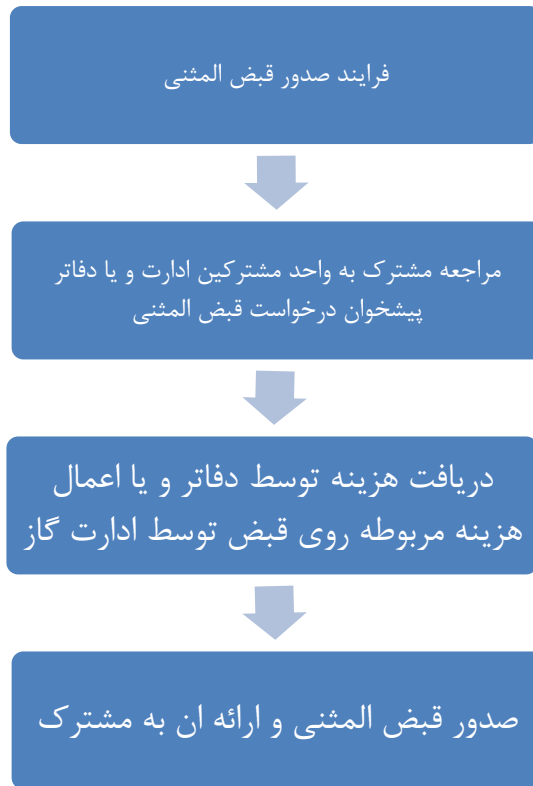 فرایند صدور قبض المثنی
مراجعه مشترک به واحد مشترکین ادارت و یا دفاتر
پیشخوان درخواست قبض المثنی
دریافت هزینه توسط دفاتر و یا اعمال
هزینه مربوطه روی قبض توسط ادارت گاز
صدور قبض المثنی و ارائه ان به مشترک